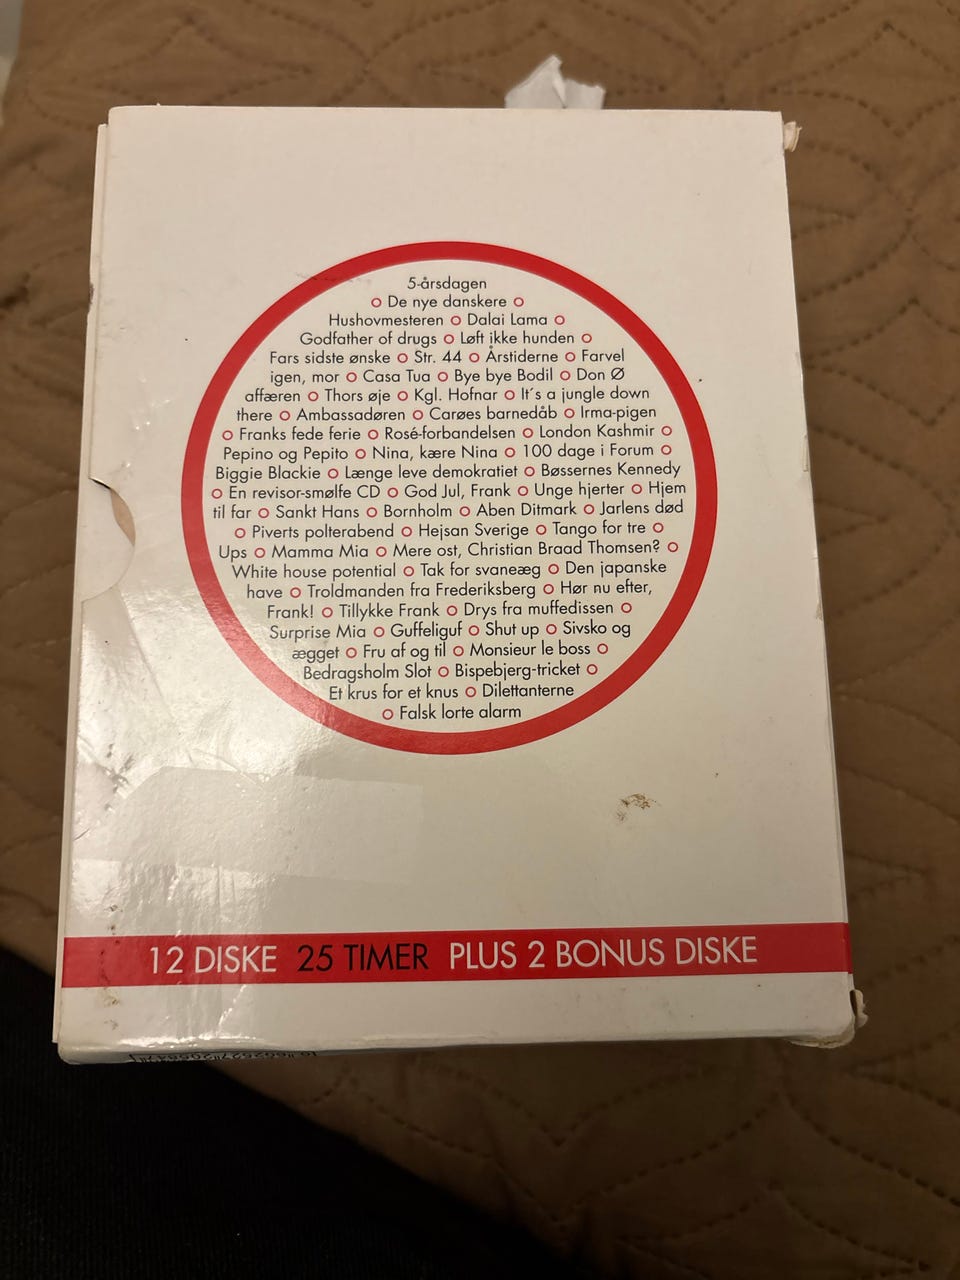 5-årsdagen
o De nye danskere o
Hushovmesteren o Dalai Lama o
Godfather of drugs o Løft ikke hunden o
Fars sidste ønske o Str. 44 o Årstiderne o Farvel
igen, mor o Casa Tua o Bye bye Bodil o Don Ø
affæren o Thors øje o Kgl. Hofnar o It´s a jungle down
there o Ambassadøren o Carøes barnedåb o Irma-pigen
o Franks fede ferie o Rosé-forbandelsen o London Kashmir o
Pepino og Pepito o Nina, kære Nina o 100 dage i Forum o
Biggie Blackie o Længe leve demokratiet o Bøssernes Kennedy
o En revisor-smølfe CD o God Jul, Frank o Unge hjerter o Hjem
til far o Sankt Hans o Bornholm o Aben Ditmark o Jarlens død
o Piverts polterabend o Hejsan Sverige o Tango for tre o
Ups o Mamma Mia o Mere ost, Christian Braad Thomsen? o
White house potential o Tak for svaneæg o Den japanske
have o Troldmanden fra Frederiksberg o Hør nu efter,
Frank! o Tillykke Frank o Drys fra muffedissen o
Surprise Mia o Guffeliguf o Shut up o Sivsko og
ægget o Fru af og til o Monsieur le boss o
Bedragsholm Slot o Bispebjerg-tricket o
Et krus for et knus o Dilettanterne
o Falsk lorte alarm
12 DISKE 25 TIMER PLUS 2 BONUS DISKE